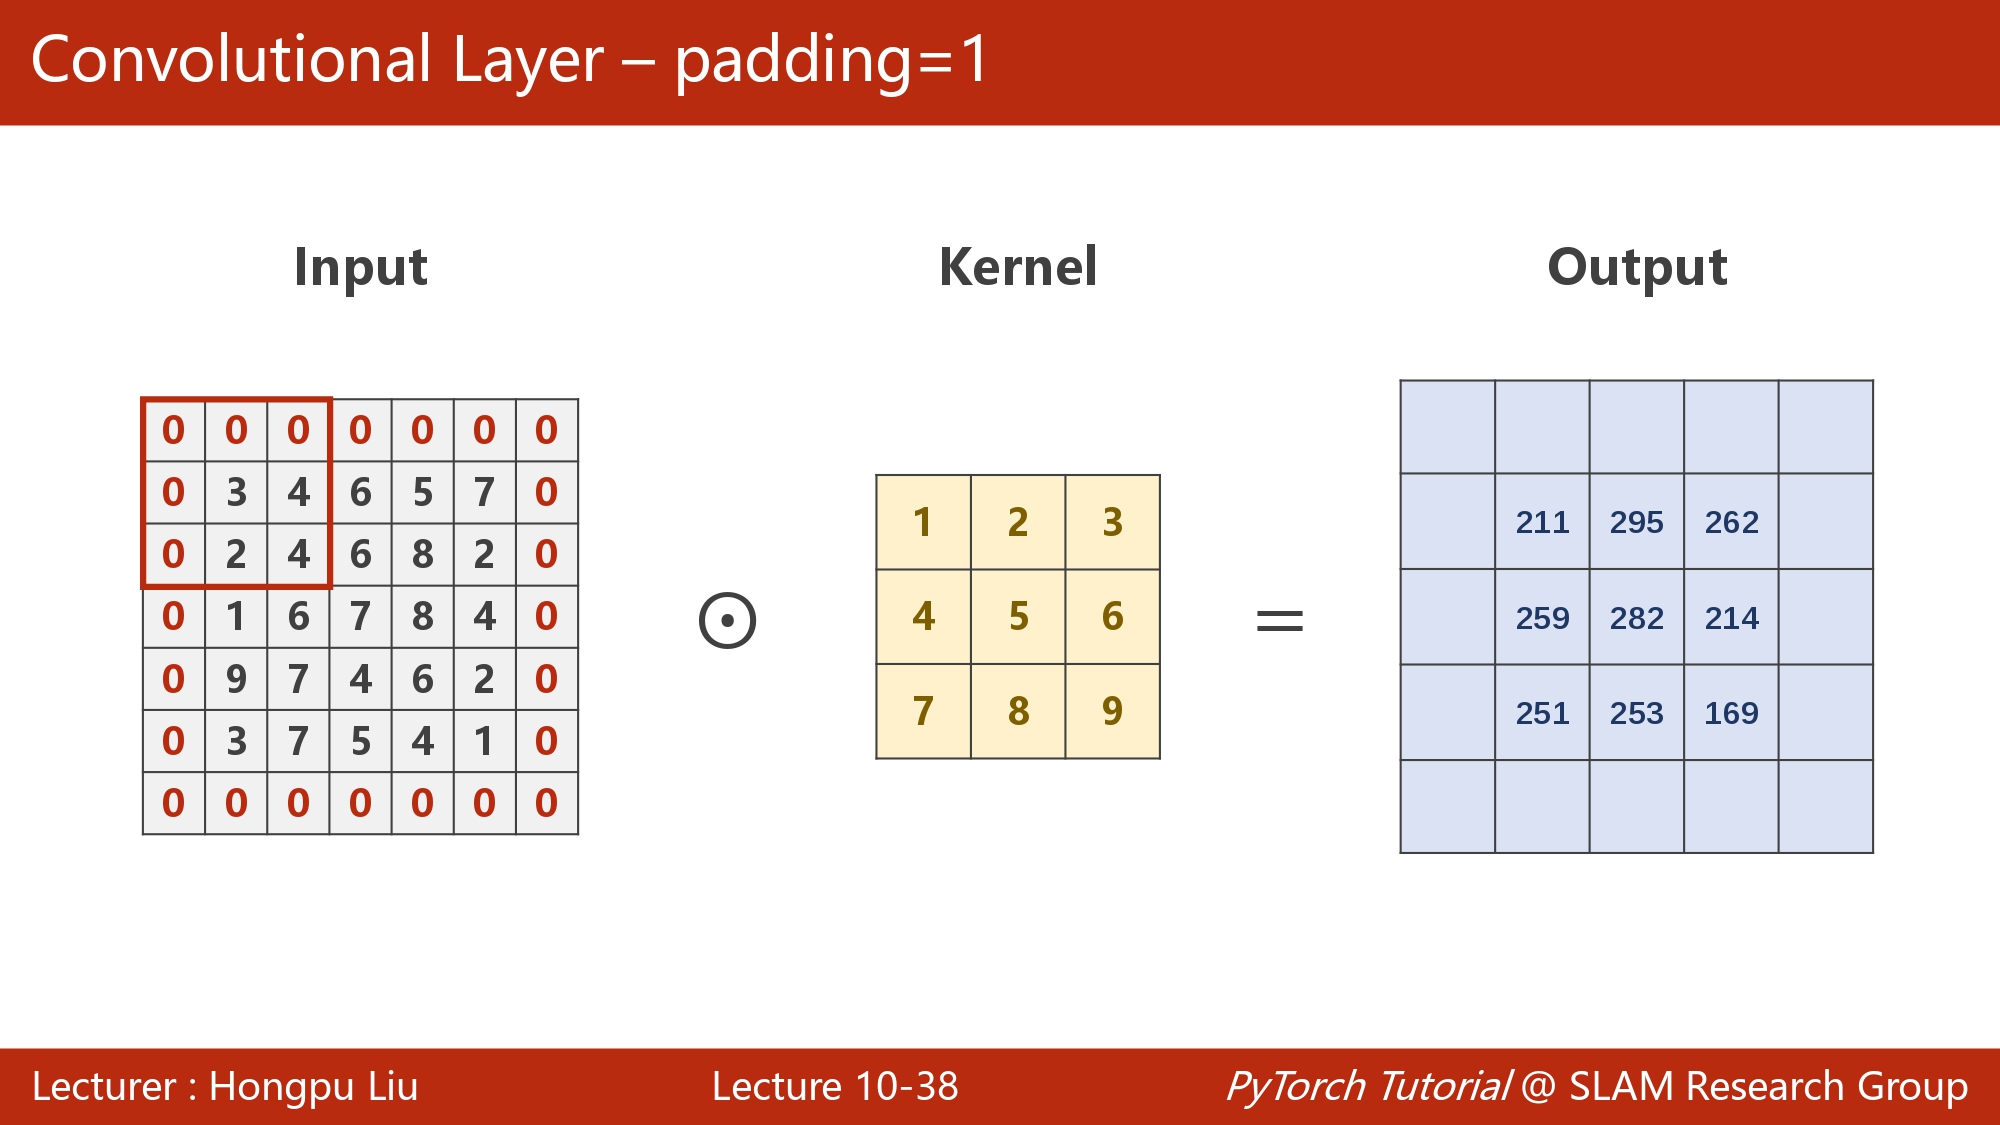 Convolutional Layer – padding=1
Input Kernel Output
0 0 0 0 0 0 0
0 3 4 6 5 7 0
0 2 4 6 8 2 0
0 1 6 7 8 4 0
0 9 7 4 6 2 0
0 3 7 5 4 1 0
0 0 0 0 0 0 0
⊙
1 2 3
4 5 6
7 8 9
=
211 295 262
259 282 214
251 253 169
Lecturer : Hongpu Liu Lecture 10-38 PyTorch Tutorial @ SLAM Research Group